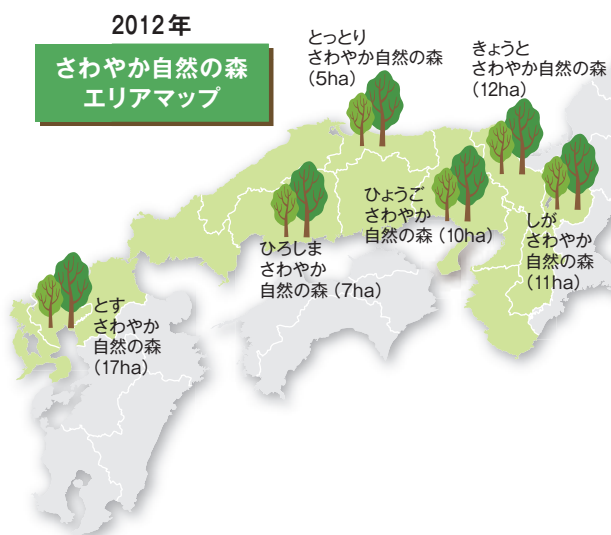 2012年
さわやか自然の森
エリアマップ
とっとり
さわやか自然の森
(5ha)
きょうと
さわやか自然の森
(12ha)
ひょうご
さわやか
自然の森(10ha)
しが
さわやか
自然の森
(11ha)
ひろしま
さわやか
自然の森(7ha)
とす
さわやか
自然の森
(17ha)